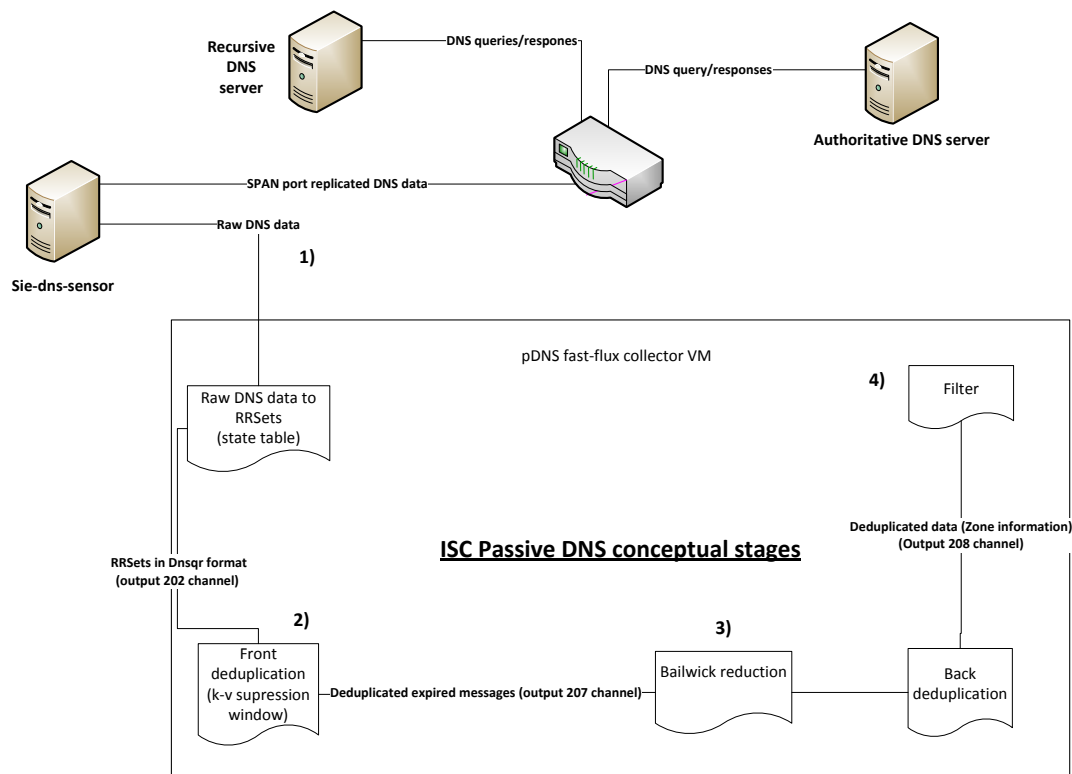 DNS queries/respones
Recursive
DNS
server
DNS query/responses
Authoritative DNS server
SPAN port replicated DNS data
Raw DNS data
1)
Sie-dns-sensor
pDNS fast-flux collector VM
4)
Filter
Raw DNS data to
RRSets
(state table)
Deduplicated data (Zone information)
(Output 208 channel)
ISC Passive DNS conceptual stages
RRSets in Dnsqr format
(output 202 channel)
2)
3)
Front
deduplication
(k-v supression
window)
Deduplicated expired messages (output 207 channel)
Bailwick reduction
Back
deduplication